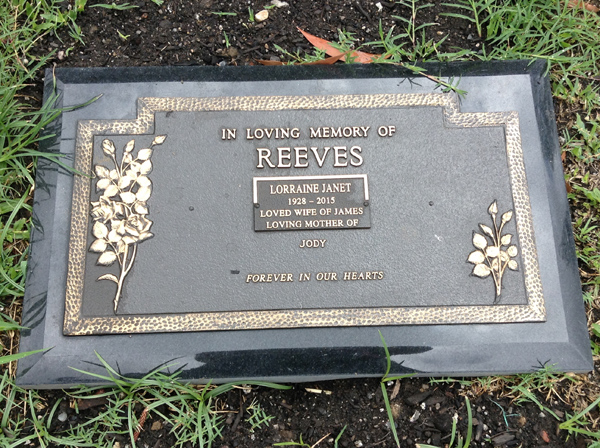 IN LOVING MEMORY OF
REEVES
LORRAINE JANET
1928 – 2015
LOVED WIFE OF JAMES
LOVING MOTHER OF
JODY
FOREVER IN OUR HEARTS